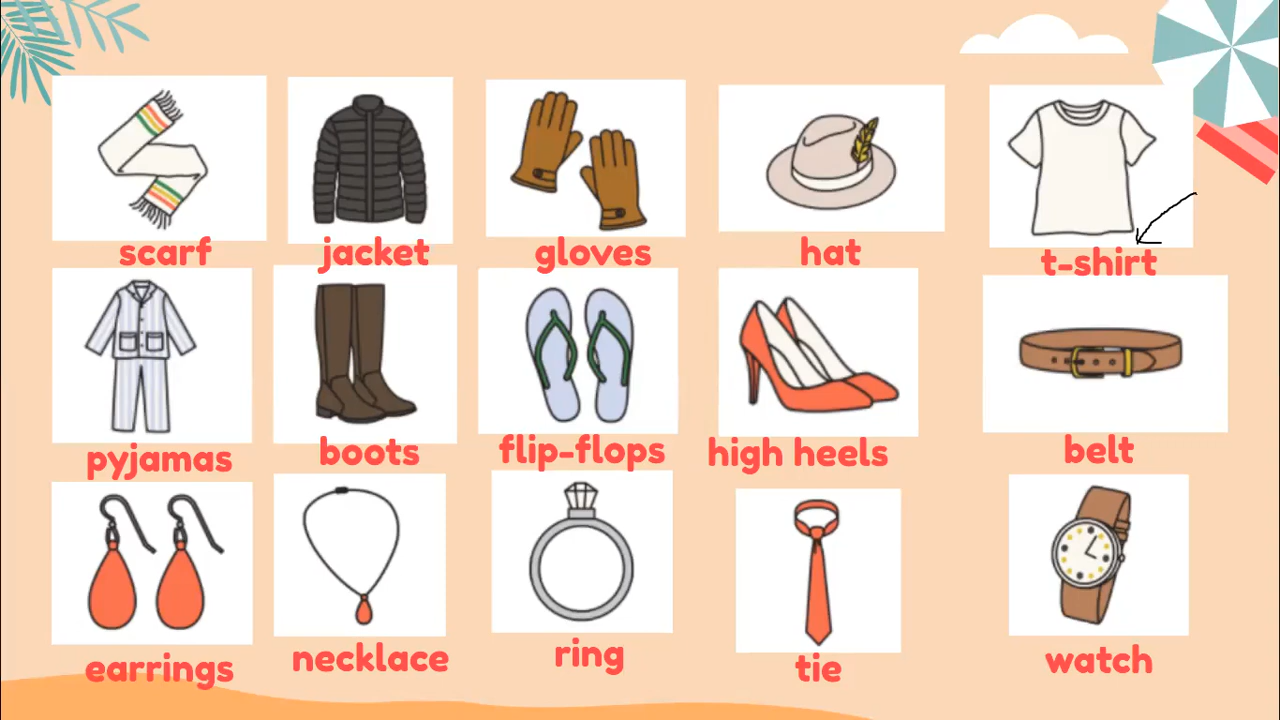 scarf
jacket
gloves
hat
t-shirt
pyjamas
boots
flip-flops
high heels
belt
earrings
necklace
ring
tie
watch